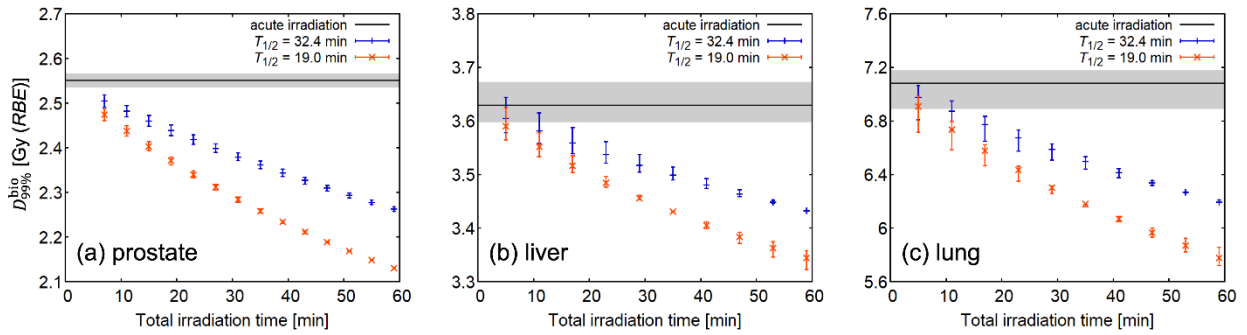 acute irradiation
T1/2 = 32.4 min
T1/2 = 19.0 min
2.7
2.6
2.5
2.4
2.3
2.2
2.1
D99%bio [Gy (RBE)]
(a) prostate
0 10 20 30 40 50 60
Total irradiation time [min]
acute irradiation
T1/2 = 32.4 min
T1/2 = 19.0 min
3.8
3.7
3.6
3.5
3.4
3.3
(b) liver
0 10 20 30 40 50 60
Total irradiation time [min]
acute irradiation
T1/2 = 32.4 min
T1/2 = 19.0 min
7.6
7.2
6.8
6.4
6
5.6
(c) lung
0 10 20 30 40 50 60
Total irradiation time [min]